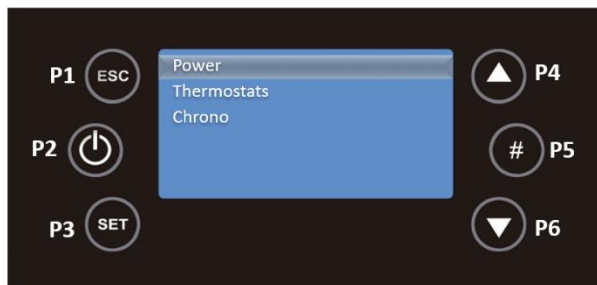 P1 ESC
P2
P3 SET
Power
Thermostats
Chrono
P4
# P5
P6